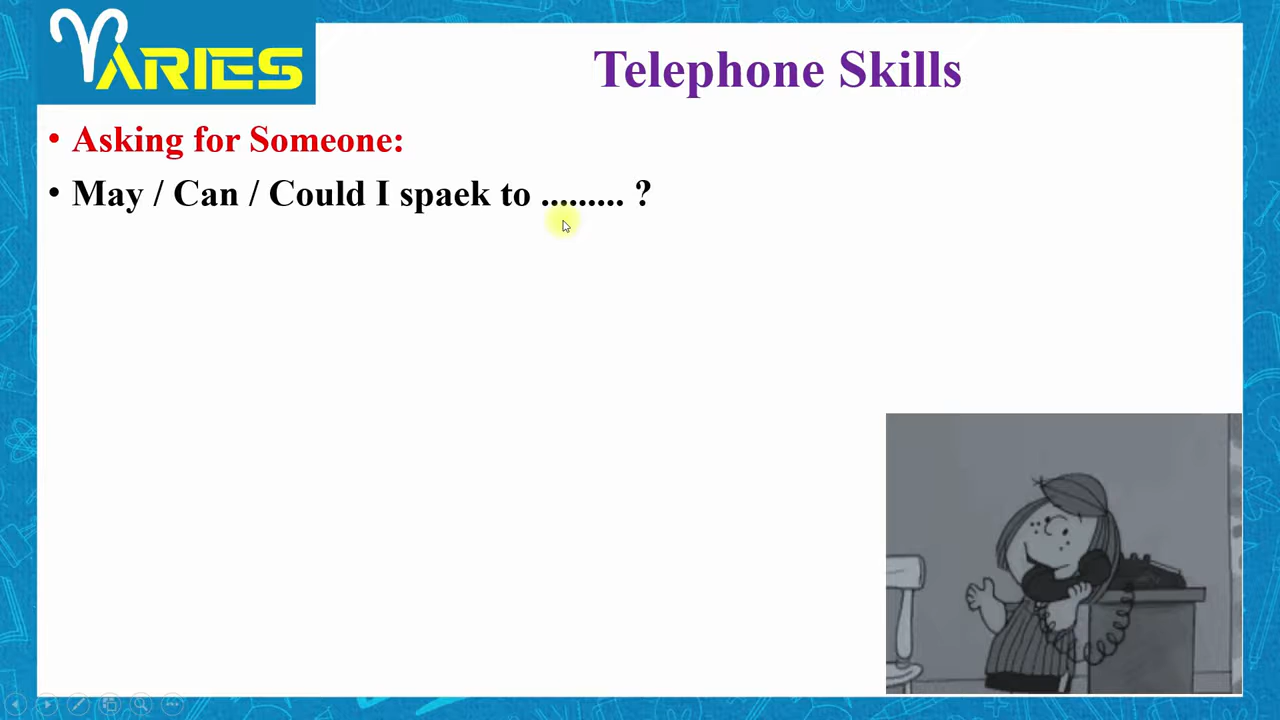 ARIES
Telephone Skills
• Asking for Someone:
• May / Can / Could I spaek to ......... ?